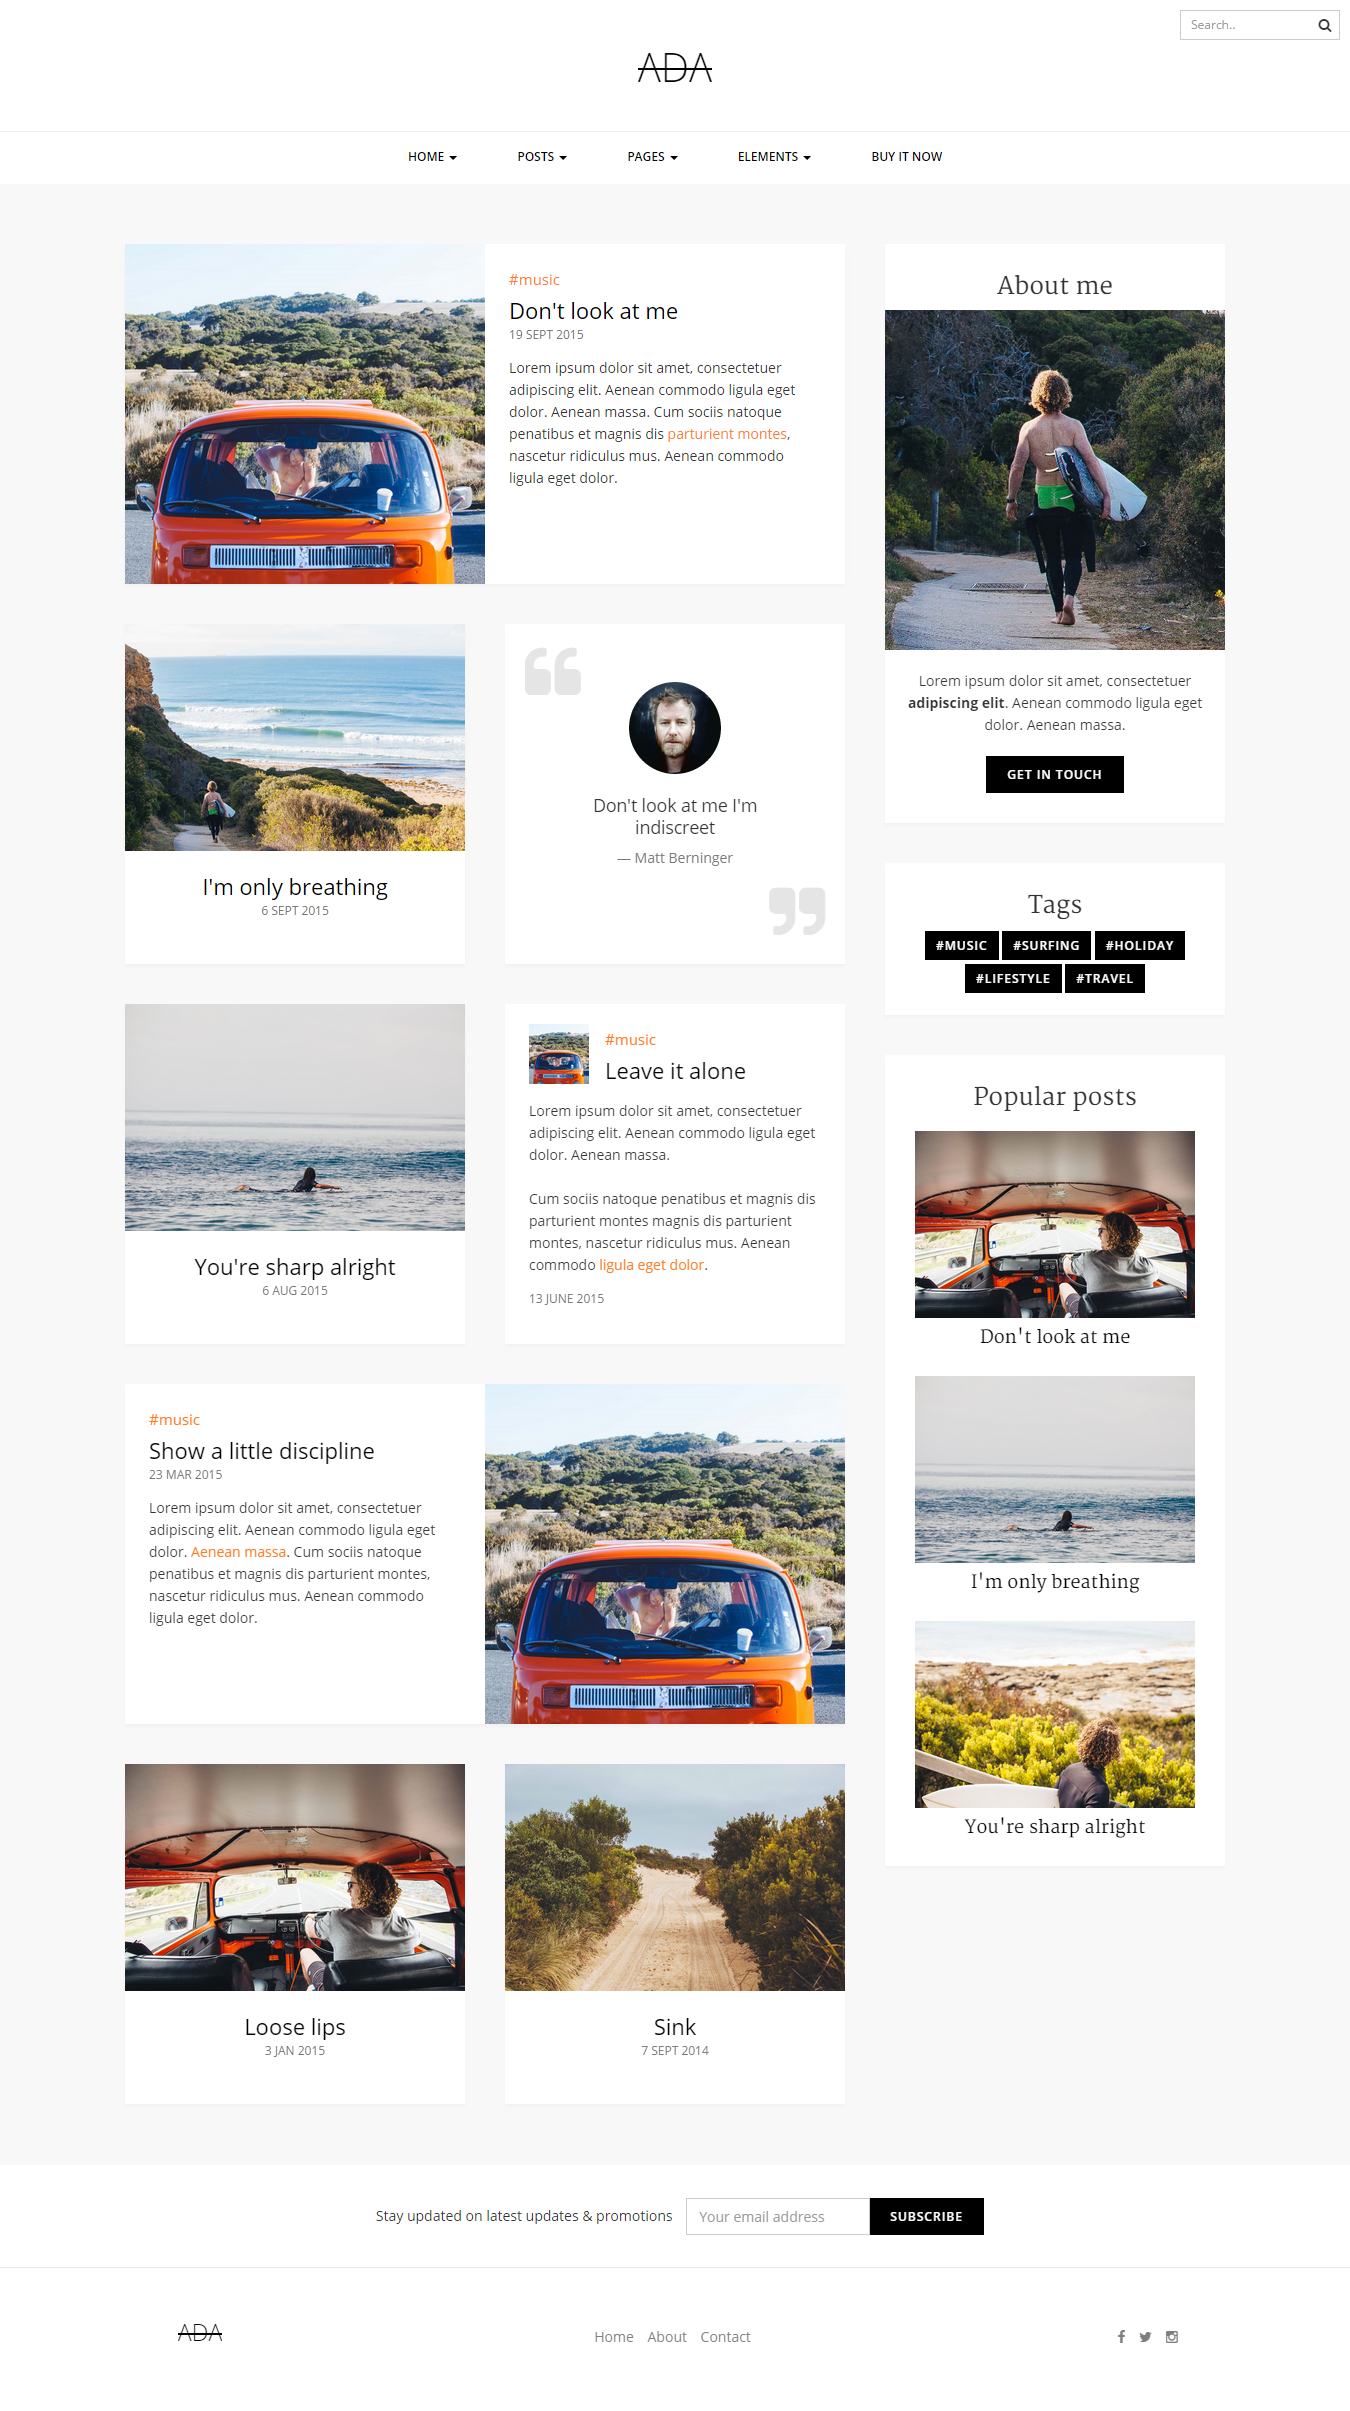 Search..
ADA
HOME
POSTS
PAGES
ELEMENTS
BUY IT NOW
#music
Don't look at me
19 SEPT 2015
Lorem ipsum dolor sit amet, consectetuer
adipiscing elit. Aenean commodo ligula eget
dolor. Aenean massa. Cum sociis natoque
penatibus et magnis dis parturient montes,
nascetur ridiculus mus. Aenean commodo
ligula eget dolor.
I'm only breathing
6 SEPT 2015
“
Don't look at me I'm
indiscreet
— Matt Berninger
”
You're sharp alright
6 AUG 2015
#music
Leave it alone
Lorem ipsum dolor sit amet, consectetuer
adipiscing elit. Aenean commodo ligula eget
dolor. Aenean massa.
Cum sociis natoque penatibus et magnis dis
parturient montes magnis dis parturient
montes, nascetur ridiculus mus. Aenean
commodo ligula eget dolor.
13 JUNE 2015
#music
Show a little discipline
23 MAR 2015
Lorem ipsum dolor sit amet, consectetuer
adipiscing elit. Aenean commodo ligula eget
dolor. Aenean massa. Cum sociis natoque
penatibus et magnis dis parturient montes,
nascetur ridiculus mus. Aenean commodo
ligula eget dolor.
Loose lips
3 JAN 2015
Sink
7 SEPT 2014
About me
Lorem ipsum dolor sit amet, consectetuer
adipiscing elit. Aenean commodo ligula eget
dolor. Aenean massa.
GET IN TOUCH
Tags
#MUSIC #SURFING #HOLIDAY
#LIFESTYLE #TRAVEL
Popular posts
Don't look at me
I'm only breathing
You're sharp alright
Stay updated on latest updates & promotions
Your email address
SUBSCRIBE
ADA
Home About Contact